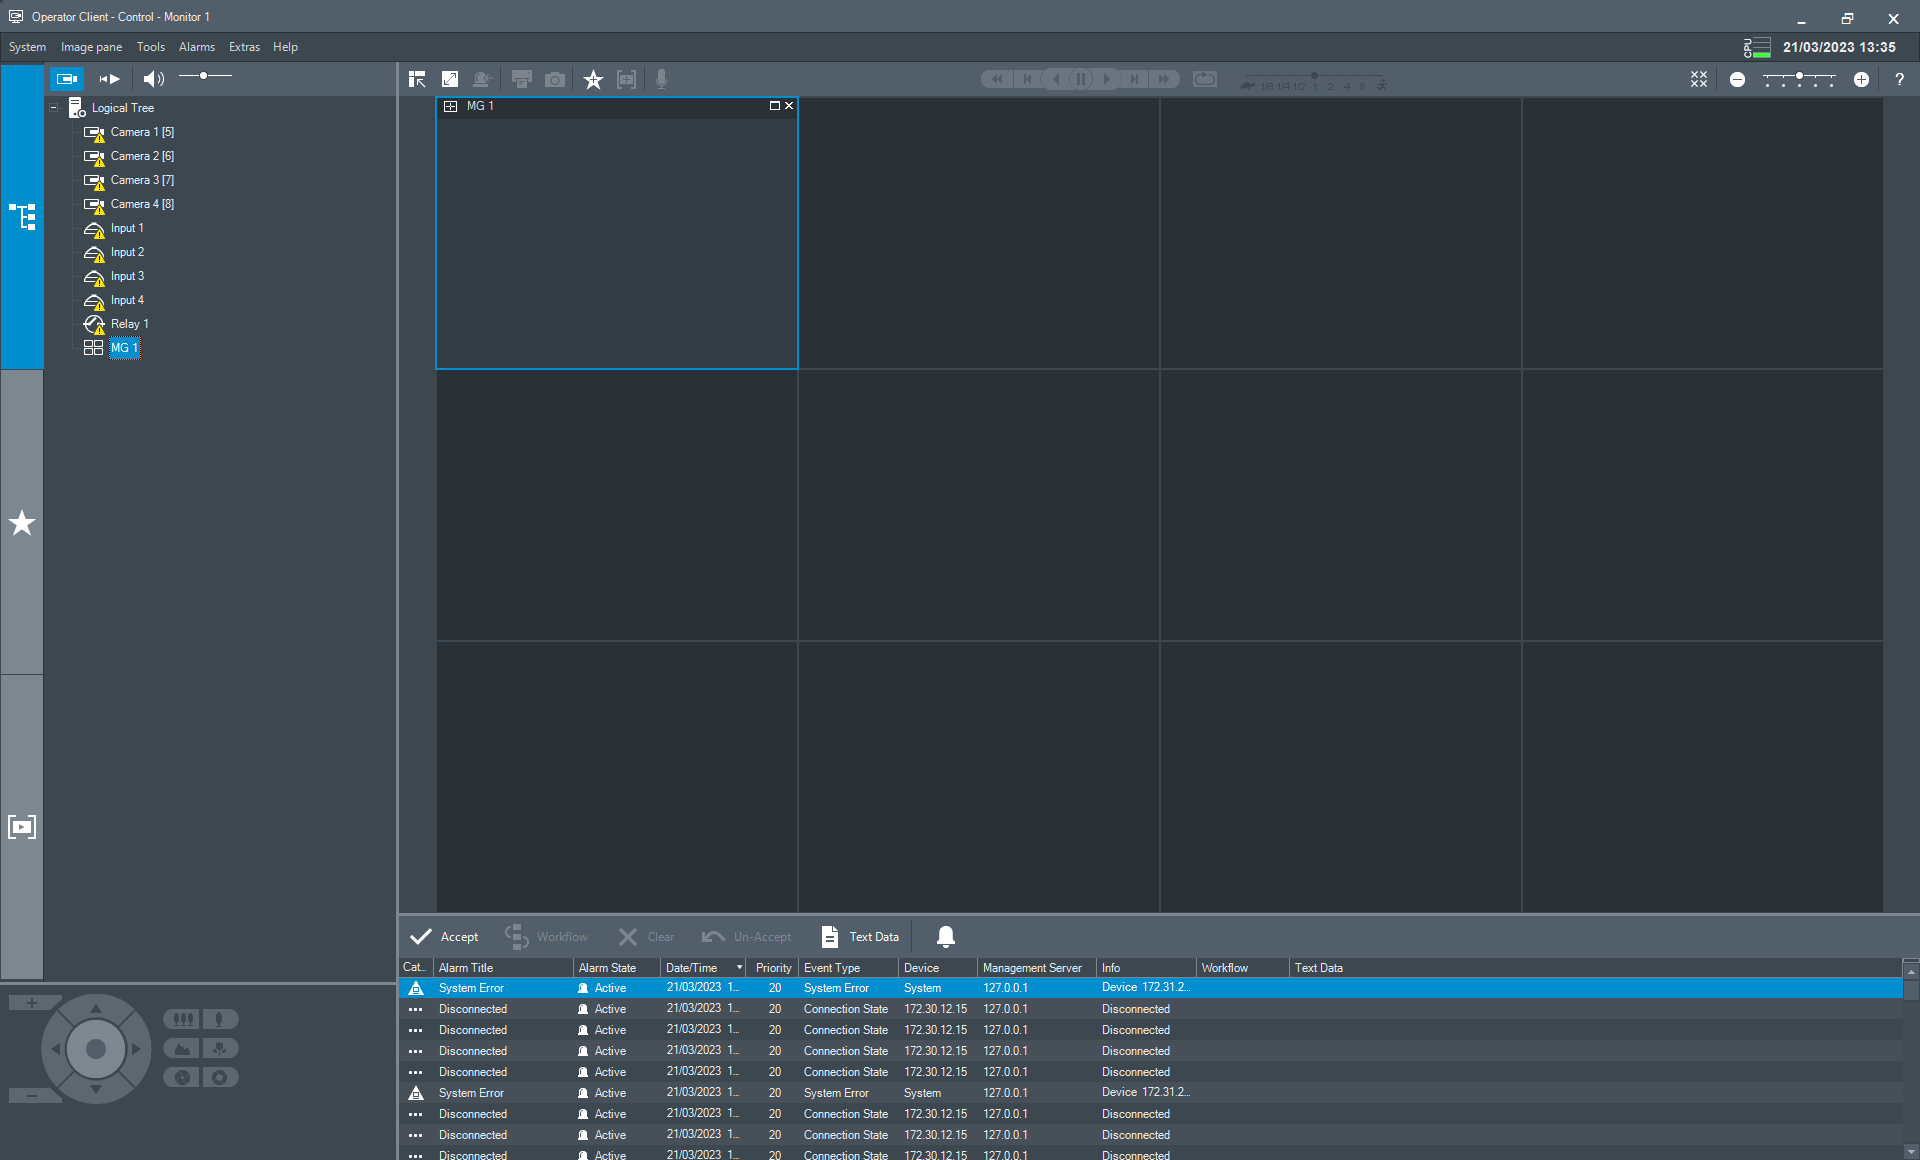 Operator Client - Control - Monitor 1
System Image pane Tools Alarms Extras Help
CPU 21/03/2023 13:35
1/8 1/4 1/2 1 2 4 8
?
Logical Tree
Camera 1 [5]
Camera 2 [6]
Camera 3 [7]
Camera 4 [8]
Input 1
Input 2
Input 3
Input 4
Relay 1
MG 1
MG 1
Accept Workflow Clear Un-Accept Text Data
Cat... Alarm Title Alarm State Date/Time Priority Event Type Device Management Server Info Workflow Text Data
System Error Active 21/03/2023 1... 20 System Error System 127.0.0.1 Device 172.31.2...
Disconnected Active 21/03/2023 1... 20 Connection State 172.30.12.15 127.0.0.1 Disconnected
Disconnected Active 21/03/2023 1... 20 Connection State 172.30.12.15 127.0.0.1 Disconnected
Disconnected Active 21/03/2023 1... 20 Connection State 172.30.12.15 127.0.0.1 Disconnected
Disconnected Active 21/03/2023 1... 20 Connection State 172.30.12.15 127.0.0.1 Disconnected
System Error Active 21/03/2023 1... 20 System Error System 127.0.0.1 Device 172.31.2...
Disconnected Active 21/03/2023 1... 20 Connection State 172.30.12.15 127.0.0.1 Disconnected
Disconnected Active 21/03/2023 1... 20 Connection State 172.30.12.15 127.0.0.1 Disconnected
Disconnected Active 21/03/2023 1... 20 Connection State 172.30.12.15 127.0.0.1 Disconnected